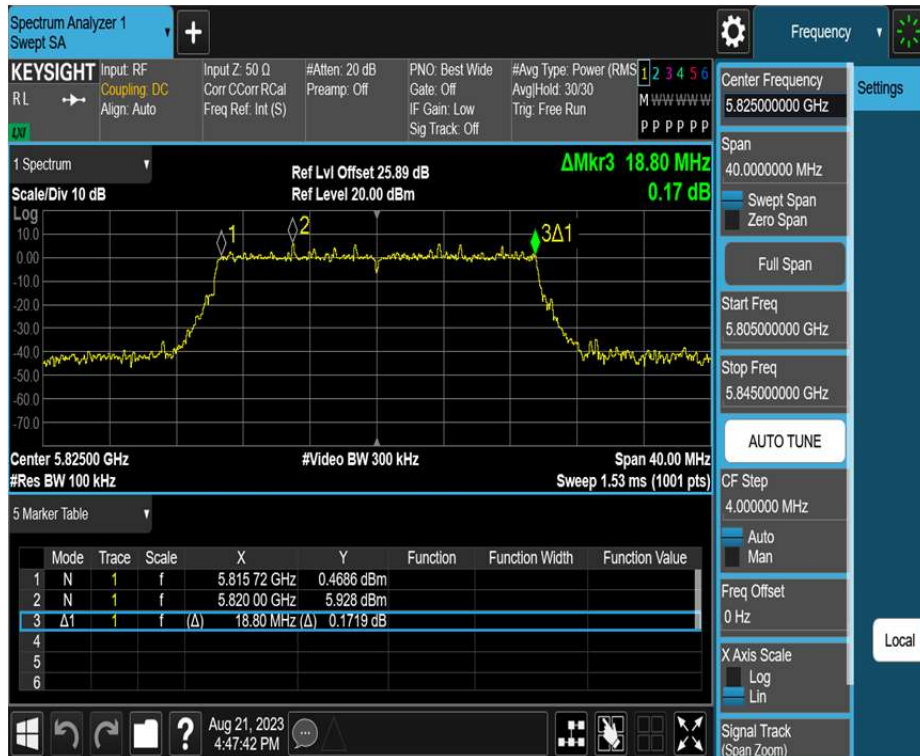 Spectrum Analyzer 1
Swept SA
+
Frequency
KEYSIGHT
RL
LXI
Input: RF
Coupling: DC
Align: Auto
Input Z: 50 Ω
Corr CCorr RCal
Freq Ref: Int (S)
#Atten: 20 dB
Preamp: Off
PNO: Best Wide
Gate: Off
IF Gain: Low
Sig Track: Off
#Avg Type: Power (RMS
Avg|Hold: 30/30
Trig: Free Run
1 2 3 4 5 6
M W W W W W
P P P P P P
1 Spectrum
Scale/Div 10 dB
Ref Lvl Offset 25.89 dB
Ref Level 20.00 dBm
ΔMkr3 18.80 MHz
0.17 dB
Log
10.0
0.00
-10.0
-20.0
-30.0
-40.0
-50.0
-60.0
-70.0
1
2
3Δ1
Center 5.82500 GHz
#Res BW 100 kHz
#Video BW 300 kHz
Span 40.00 MHz
Sweep 1.53 ms (1001 pts)
5 Marker Table
Mode Trace Scale X Y Function Function Width Function Value
1 N 1 f 5.815 72 GHz 0.4686 dBm
2 N 1 f 5.820 00 GHz 5.928 dBm
3 Δ1 1 f (Δ) 18.80 MHz (Δ) 0.1719 dB
4
5
6
Aug 21, 2023
4:47:42 PM
?
Center Frequency
5.825000000 GHz
Span
40.0000000 MHz
Swept Span
Zero Span
Full Span
Start Freq
5.805000000 GHz
Stop Freq
5.845000000 GHz
AUTO TUNE
CF Step
4.000000 MHz
Auto
Man
Freq Offset
0 Hz
X Axis Scale
Log
Lin
Signal Track
(Span Zoom)
Settings
Local